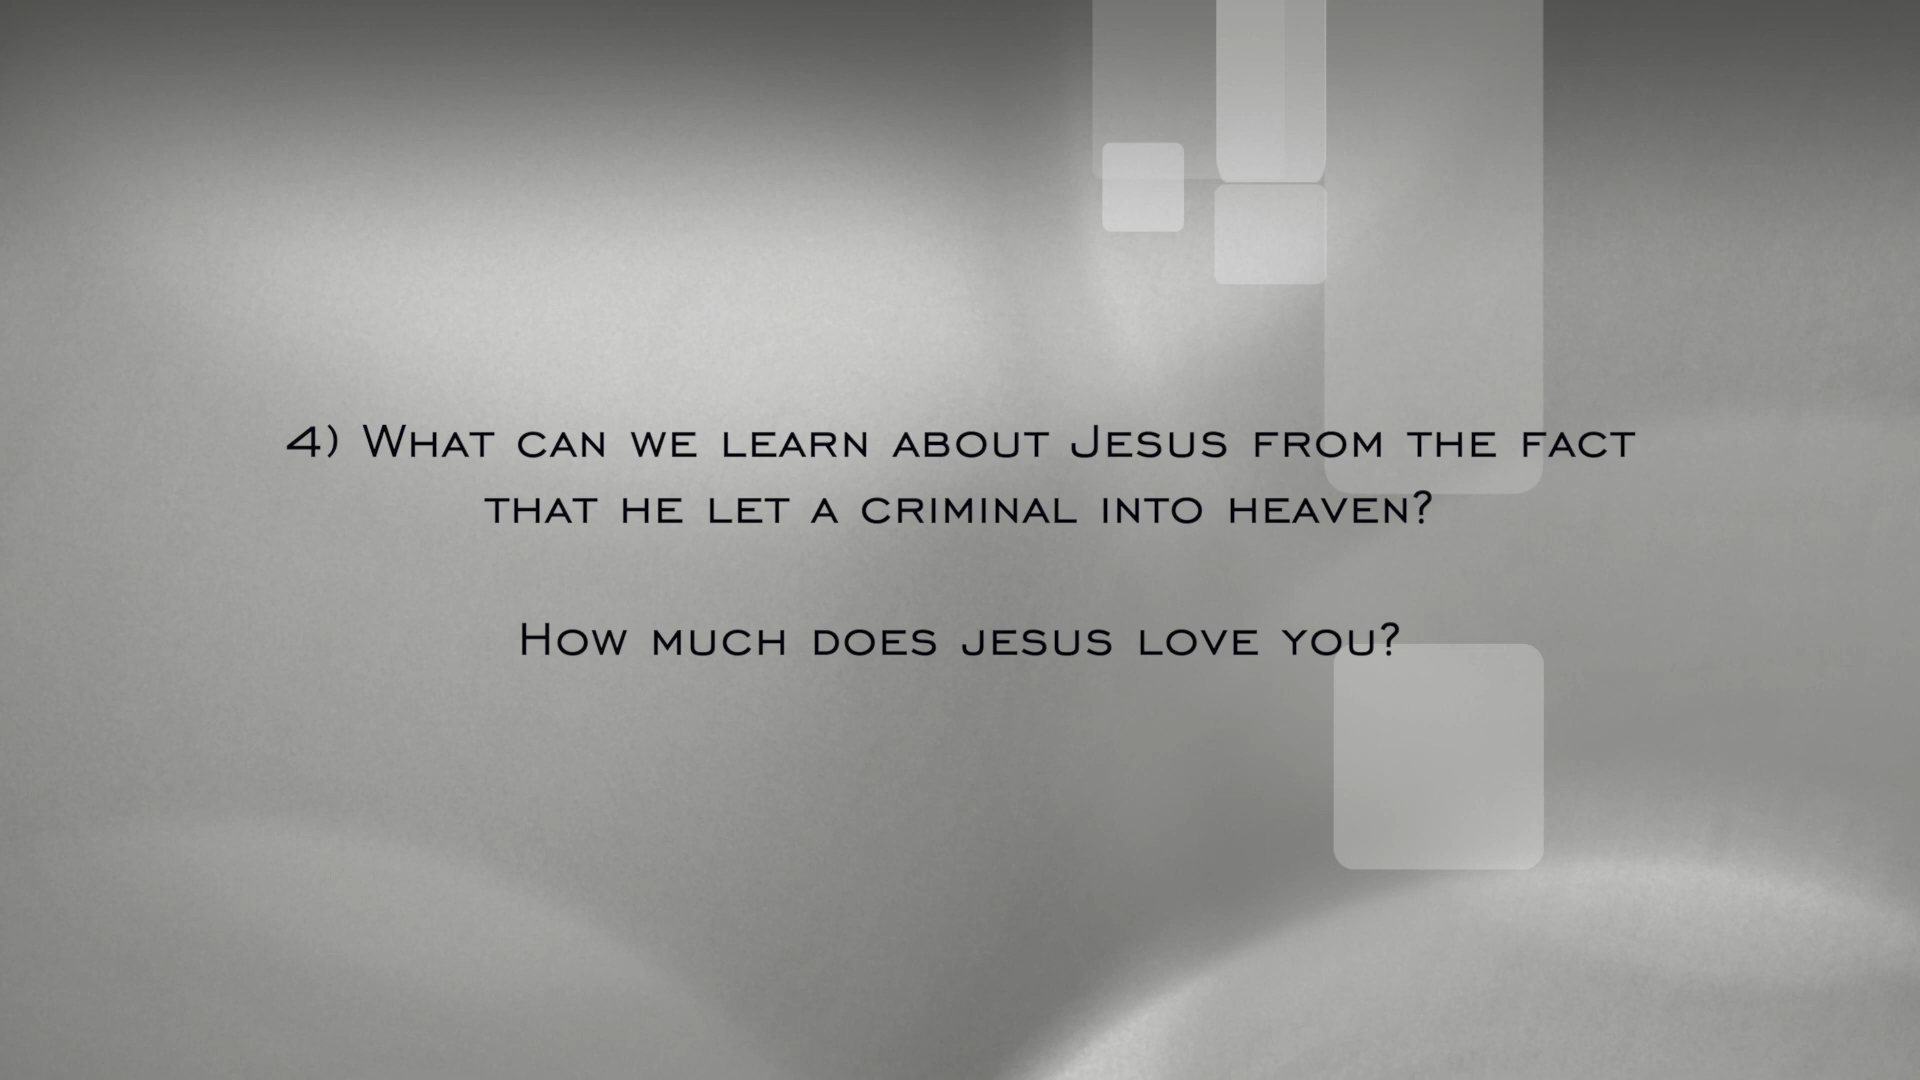 4) What can we learn about Jesus from the fact
that he let a criminal into heaven?
How much does jesus love you?